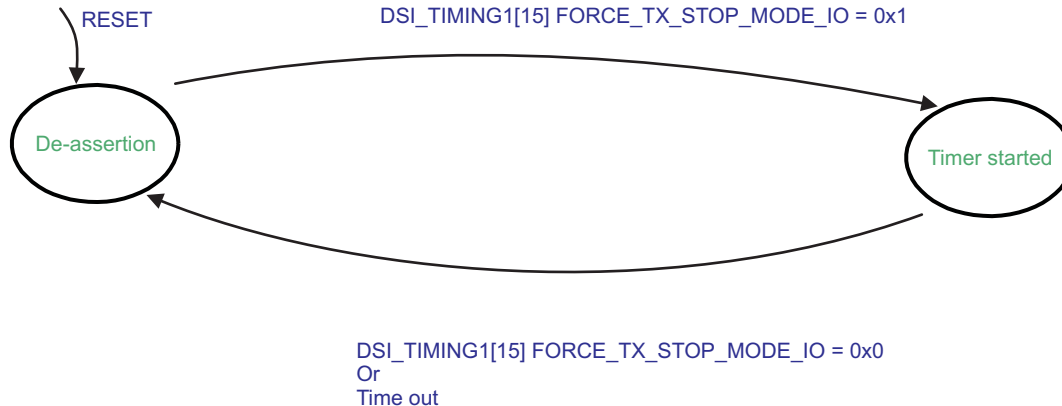 RESET
DSI_TIMING1[15] FORCE_TX_STOP_MODE_IO = 0x1
De-assertion
Timer started
DSI_TIMING1[15] FORCE_TX_STOP_MODE_IO = 0x0
Or
Time out